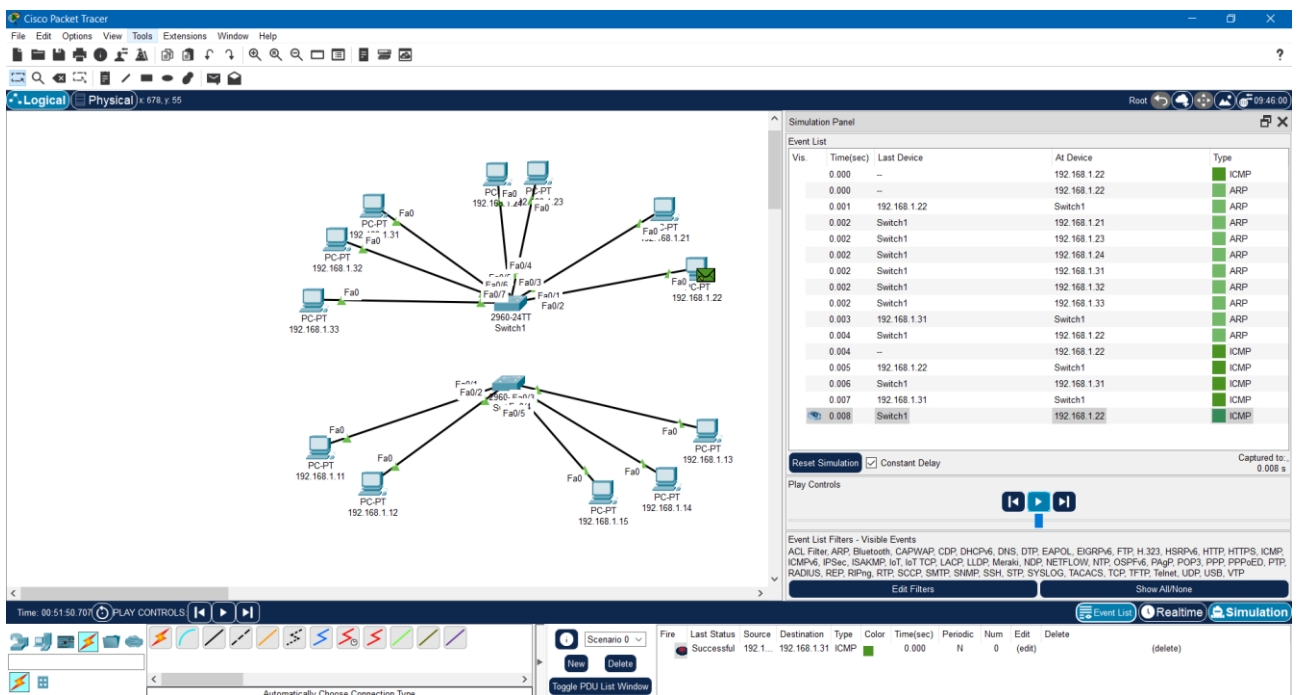 Cisco Packet Tracer
File Edit Options View Tools Extensions Window Help
?
Logical Physical x: 678, y: 55
Root 09:46:00
PC-PT
192.168.1.23
Fa0
Fa0
PC-PT
192.168.1.31
Fa0
PC-PT
192.168.1.32
Fa0
PC-PT
192.168.1.33
Fa0
PC-PT
Fa0
.68.1.21
Fa0
PC-PT
192.168.1.22
Fa0/4
Fa0/6
Fa0/3
Fa0/7
Fa0/1
Fa0/2
2960-24TT
Switch1
Fa0/2
Fa0/5
Fa0
PC-PT
192.168.1.11
Fa0
PC-PT
192.168.1.12
Fa0
PC-PT
192.168.1.15
Fa0
PC-PT
192.168.1.14
Fa0
PC-PT
192.168.1.13
Simulation Panel
Event List
Vis. Time(sec) Last Device At Device Type
0.000 -- 192.168.1.22 ICMP
0.000 -- 192.168.1.22 ARP
0.001 192.168.1.22 Switch1 ARP
0.002 Switch1 192.168.1.21 ARP
0.002 Switch1 192.168.1.23 ARP
0.002 Switch1 192.168.1.24 ARP
0.002 Switch1 192.168.1.31 ARP
0.002 Switch1 192.168.1.32 ARP
0.002 Switch1 192.168.1.33 ARP
0.003 192.168.1.31 Switch1 ARP
0.004 Switch1 192.168.1.22 ARP
0.004 -- 192.168.1.22 ICMP
0.005 192.168.1.22 Switch1 ICMP
0.006 Switch1 192.168.1.31 ICMP
0.007 192.168.1.31 Switch1 ICMP
0.008 Switch1 192.168.1.22 ICMP
Reset Simulation Constant Delay Captured to:
0.008 s
Play Controls
Event List Filters - Visible Events
ACL Filter, ARP, Bluetooth, CAPWAP, CDP, DHCPv6, DNS, DTP, EAPOL, EIGRPv6, FTP, H.323, HSRPv6, HTTP, HTTPS, ICMP,
ICMPv6, IPSec, ISAKMP, IoT, IoT TCP, LACP, LLDP, Meraki, NDP, NETFLOW, NTP, OSPFv6, PAgP, POP3, PPP, PPPoED, PTP,
RADIUS, REP, RIPng, RTP, SCCP, SMTP, SNMP, SSH, STP, SYSLOG, TACACS, TCP, TFTP, Telnet, UDP, USB, VTP
Edit Filters Show All/None
Time: 00:51:50.707 PLAY CONTROLS: Event List Realtime Simulation
Scenario 0
New Delete
Toggle PDU List Window
Fire Last Status Source Destination Type Color Time(sec) Periodic Num Edit Delete
Successful 192.1... 192.168.1.31 ICMP 0.000 N 0 (edit) (delete)
Automatically Choose Connection Type